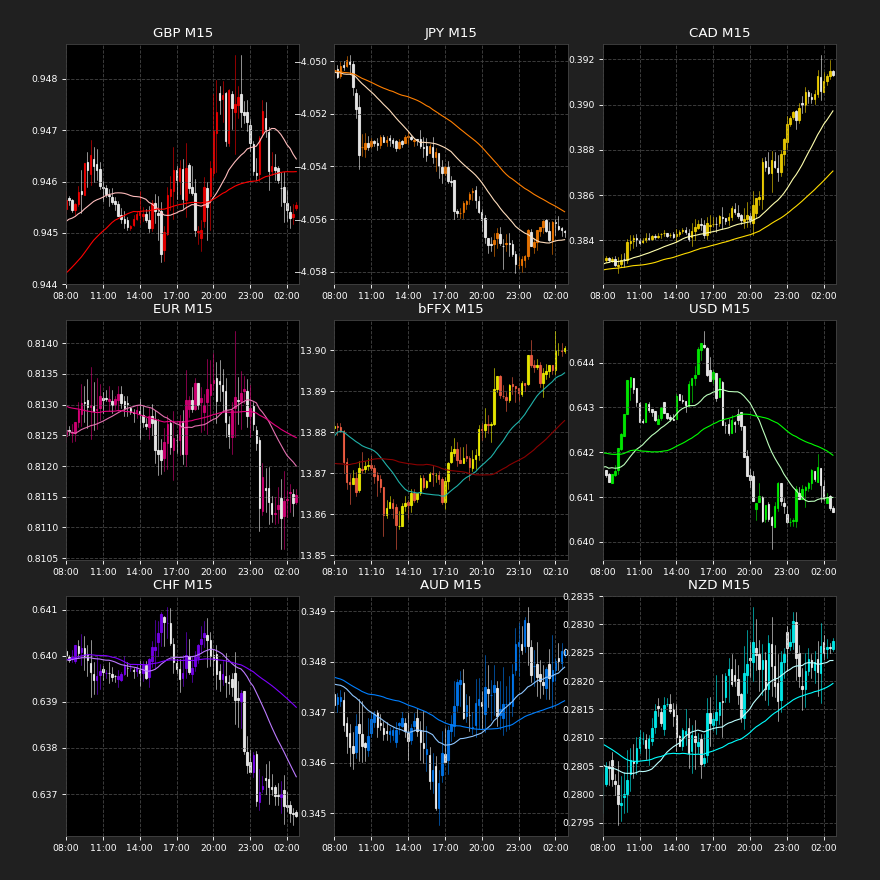 GBP M15
0.948
0.947
0.946
0.945
0.944
08:00 11:00 14:00 17:00 20:00 23:00 02:00
JPY M15
−4.050
−4.052
−4.054
−4.056
−4.058
08:00 11:00 14:00 17:00 20:00 23:00 02:00
CAD M15
0.392
0.390
0.388
0.386
0.384
08:00 11:00 14:00 17:00 20:00 23:00 02:00
EUR M15
0.8140
0.8135
0.8130
0.8125
0.8120
0.8115
0.8110
0.8105
08:00 11:00 14:00 17:00 20:00 23:00 02:00
bFFX M15
13.90
13.89
13.88
13.87
13.86
13.85
08:10 11:10 14:10 17:10 20:10 23:10 02:10
USD M15
0.644
0.643
0.642
0.641
0.640
08:00 11:00 14:00 17:00 20:00 23:00 02:00
CHF M15
0.641
0.640
0.639
0.638
0.637
08:00 11:00 14:00 17:00 20:00 23:00 02:00
AUD M15
0.349
0.348
0.347
0.346
0.345
08:00 11:00 14:00 17:00 20:00 23:00 02:00
NZD M15
0.2835
0.2830
0.2825
0.2820
0.2815
0.2810
0.2805
0.2800
0.2795
08:00 11:00 14:00 17:00 20:00 23:00 02:00